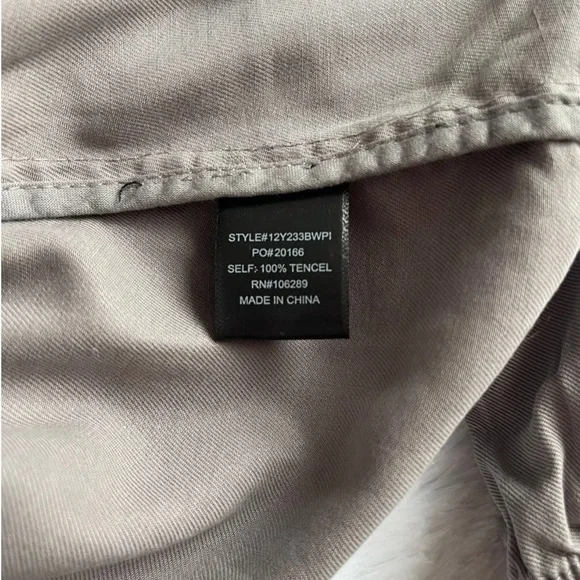 STYLE#12Y233BWPI
PO#20166
SELF: 100% TENCEL
RN#106289
MADE IN CHINA